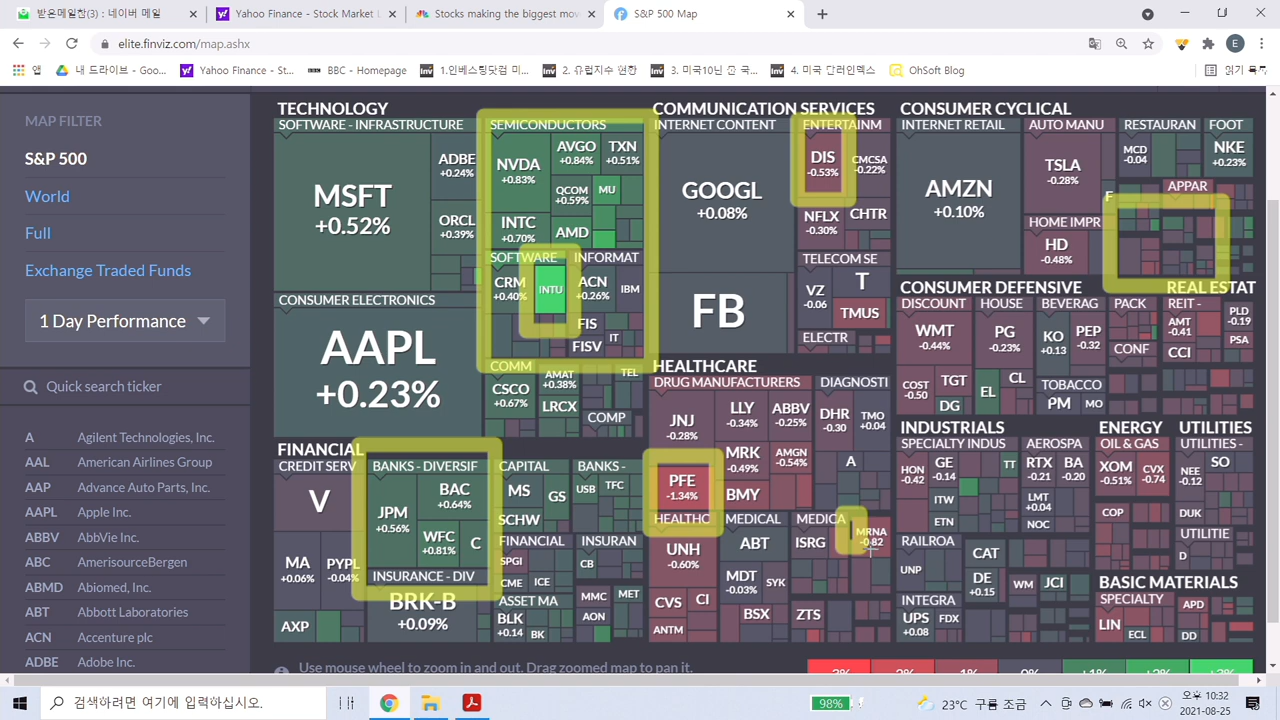 받은메일함(3) : 네이버 메일
Yahoo Finance - Stock Market L
Stocks making the biggest mov
S&P 500 Map
elite.finviz.com/map.ashx
앱
내 드라이브 - Goo...
Yahoo Finance - St...
BBC - Homepage
1.인베스팅닷컴 미...
2. 유럽지수 현황
3. 미국10년 준 국...
4. 미국 달러인덱스
OhSoft Blog
읽기 목록
MAP FILTER
S&P 500
World
Full
Exchange Traded Funds
1 Day Performance
Quick search ticker
A Agilent Technologies, Inc.
AAL American Airlines Group
AAP Advance Auto Parts, Inc.
AAPL Apple Inc.
ABBV AbbVie Inc.
ABC AmerisourceBergen
ABMD Abiomed, Inc.
ABT Abbott Laboratories
ACN Accenture plc
ADBE Adobe Inc.
TECHNOLOGY
SOFTWARE - INFRASTRUCTURE
MSFT
+0.52%
ADBE
+0.24%
ORCL
+0.39%
SEMICONDUCTORS
NVDA
+0.83%
AVGO
+0.84%
TXN
+0.51%
QCOM
+0.59%
MU
INTC
+0.70%
AMD
SOFTWARE
INFORMAT
CRM
+0.40%
INTU
ACN
+0.26%
IBM
FIS
IT
FISV
CONSUMER ELECTRONICS
AAPL
+0.23%
COMM
TEL
CSCO
+0.67%
AMAT
+0.38%
LRCX
COMP
COMMUNICATION SERVICES
INTERNET CONTENT
GOOGL
+0.08%
FB
ENTERTAINM
DIS
-0.53%
CMCSA
-0.22%
NFLX
-0.30%
CHTR
TELECOM SE
VZ
-0.06
T
TMUS
ELECTR
CONSUMER CYCLICAL
INTERNET RETAIL
AMZN
+0.10%
AUTO MANU
TSLA
-0.28%
F
HOME IMPR
HD
-0.48%
RESTAURAN
MCD
-0.04
FOOT
NKE
+0.23%
APPAR
CONSUMER DEFENSIVE
DISCOUNT
WMT
-0.44%
COST
-0.50
TGT
DG
HOUSE
PG
-0.23%
EL
CL
BEVERAG
KO
+0.13
PEP
-0.32
TOBACCO
PM
MO
PACK
CONF
REAL ESTAT
REIT -
AMT
-0.41
CCI
PLD
-0.19
PSA
FINANCIAL
CREDIT SERV
V
MA
+0.06
PYPL
-0.04%
AXP
BANKS - DIVERSIF
JPM
+0.56%
BAC
+0.64%
WFC
+0.81%
C
INSURANCE - DIV
BRK-B
+0.09%
CAPITAL
MS
GS
SCHW
BANKS -
USB
TFC
FINANCIAL
SPGI
CME
ICE
INSURAN
CB
MMC
MET
AON
ASSET MA
BLK
+0.14
BK
HEALTHCARE
DRUG MANUFACTURERS
JNJ
-0.28%
LLY
-0.34%
ABBV
-0.25%
PFE
-1.34%
MRK
-0.49%
AMGN
-0.54%
BMY
DIAGNOSTI
DHR
-0.30
TMO
+0.04
A
HEALTHC
UNH
-0.60%
CVS
CI
ANTM
MEDICAL
ABT
MDT
-0.03%
SYK
BSX
MEDICA
ISRG
MRNA
-0.82
ZTS
INDUSTRIALS
SPECIALTY INDUS
HON
-0.42
GE
-0.14
TT
ITW
ETN
AEROSPA
RTX
-0.21
BA
-0.20
LMT
+0.04
NOC
RAILROA
UNP
CAT
DE
+0.15
WM
JCI
INTEGRA
UPS
+0.08
FDX
ENERGY
OIL & GAS
XOM
-0.51%
CVX
-0.74
COP
UTILITIES
UTILITIES -
NEE
-0.12
SO
DUK
UTILITIE
D
BASIC MATERIALS
SPECIALTY
LIN
ECL
APD
DD
Use mouse wheel to zoom in and out. Drag zoomed map to pan it.
-3% -2% -1% 0% +1% +2% +3%
검색하려면 여기에 입력하십시오.
98%
23°C 구름 조금
오후 10:32
2021-08-25